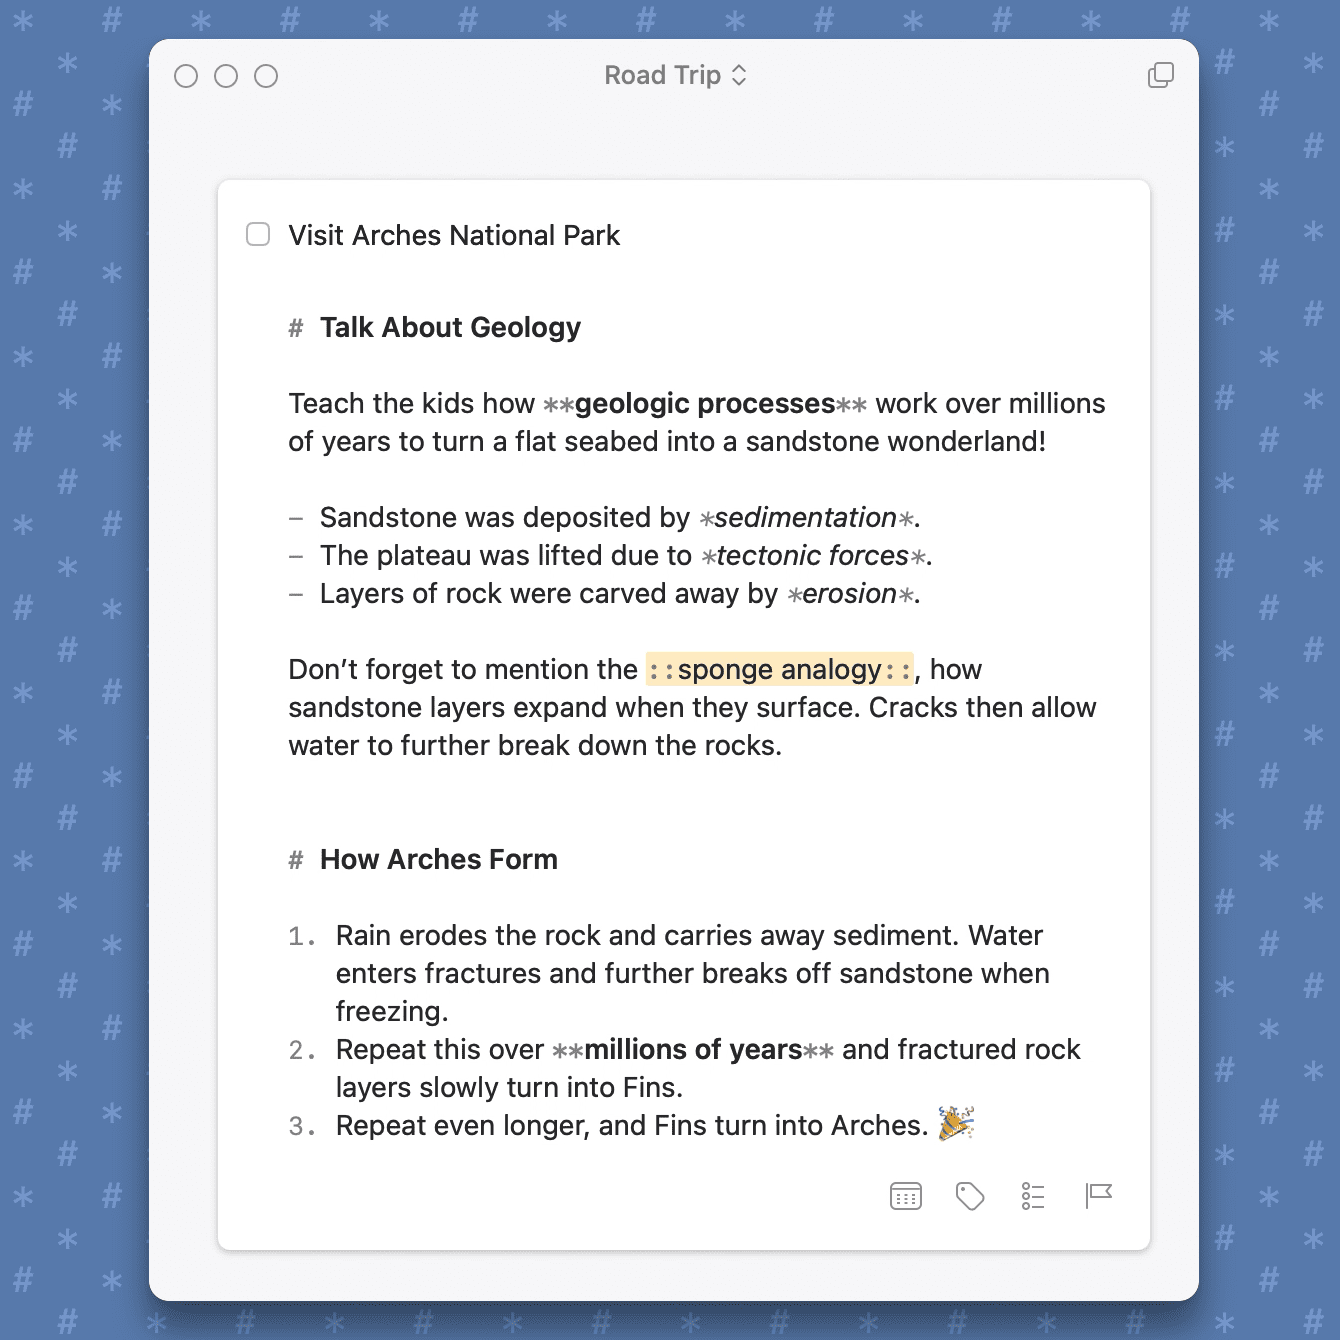 Road Trip
Visit Arches National Park
# Talk About Geology
Teach the kids how **geologic processes** work over millions
of years to turn a flat seabed into a sandstone wonderland!
– Sandstone was deposited by *sedimentation*.
– The plateau was lifted due to *tectonic forces*.
– Layers of rock were carved away by *erosion*.
Don’t forget to mention the ::sponge analogy::, how
sandstone layers expand when they surface. Cracks then allow
water to further break down the rocks.
# How Arches Form
1. Rain erodes the rock and carries away sediment. Water
enters fractures and further breaks off sandstone when
freezing.
2. Repeat this over **millions of years** and fractured rock
layers slowly turn into Fins.
3. Repeat even longer, and Fins turn into Arches. 🎉